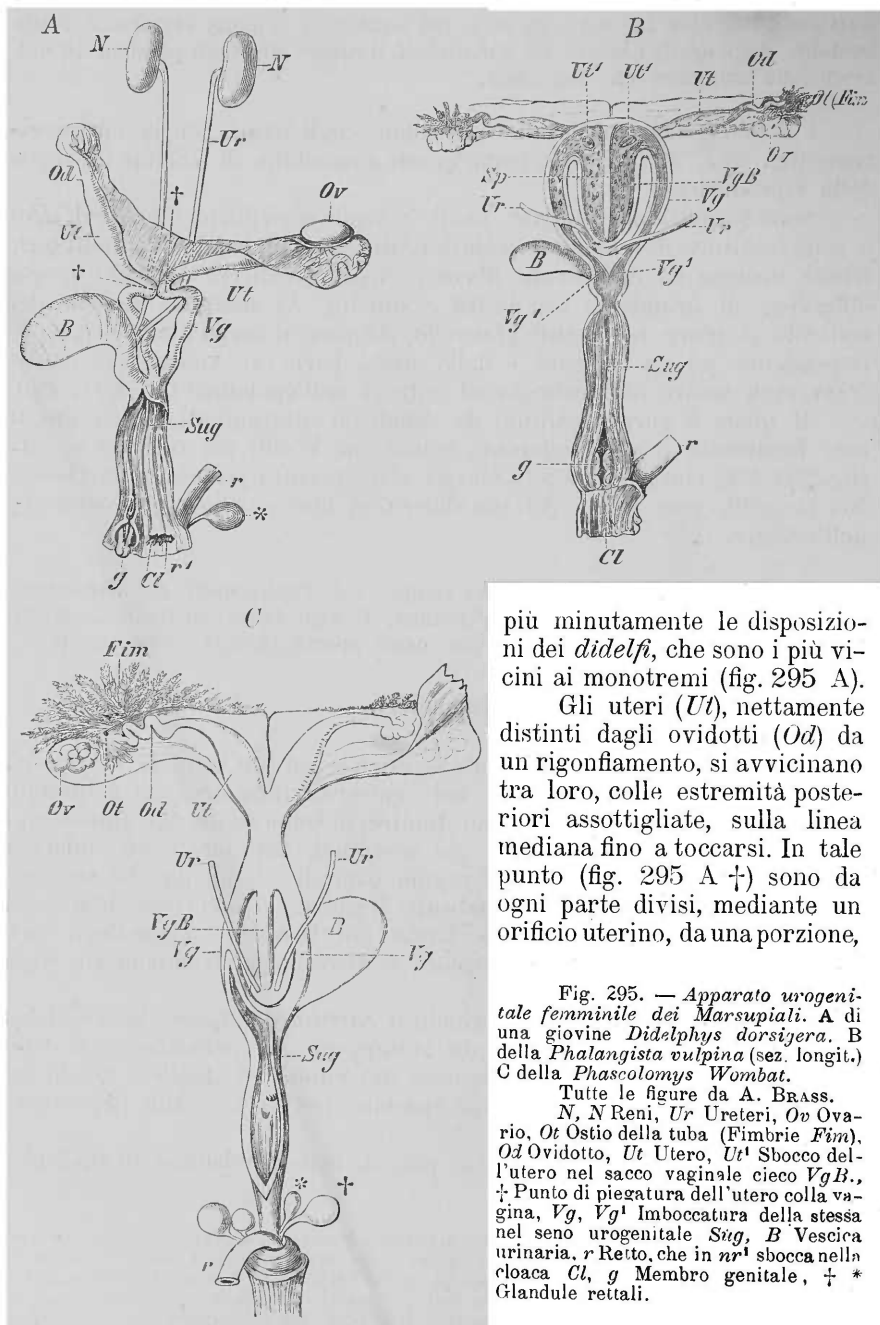 A
N
N
Ur
Od
†
Ov
Ut
†
Ut
B
Vg
Sug
r
*
g Cl r¹
B
Ut¹ Ut¹ Ut Od
Ot (Fim
Or
Sp
VgB
Vg
Ur
Ur
B
Vg¹
Vg¹
Sug
r
g
Cl
C
Fim
Ov Ot Od Ut
Ur
Ur
VgB
B
Vg
Vg
Sug
*
†
r
più minutamente le disposizio-
ni dei didelfi, che sono i più vi-
cini ai monotremi (fig. 295 A).
Gli uteri (Ut), nettamente
distinti dagli ovidotti (Od) da
un rigonfiamento, si avvicinano
tra loro, colle estremità poste-
riori assottigliate, sulla linea
mediana fino a toccarsi. In tale
punto (fig. 295 A †) sono da
ogni parte divisi, mediante un
orificio uterino, da una porzione,
Fig. 295. — Apparato urogeni-
tale femminile dei Marsupiali. A di
una giovine Didelphys dorsigera. B
della Phalangista vulpina (sez. longit.)
C della Phascolomys Wombat.
Tutte le figure da A. BRASS.
N, N Reni, Ur Ureteri, Ov Ova-
rio, Ot Ostio della tuba (Fimbrie Fim),
Od Ovidotto, Ut Utero, Ut¹ Sbocco del-
l'utero nel sacco vaginale cieco VgB.,
† Punto di piegatura dell'utero colla va-
gina, Vg, Vg¹ Imboccatura della stessa
nel seno urogenitale Sug, B Vescica
urinaria, r Retto, che in nr¹ sbocca nella
cloaca Cl, g Membro genitale, † *
Glandule rettali.